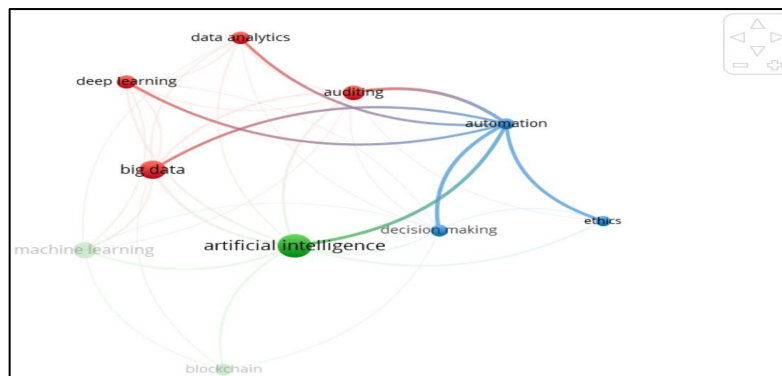 data analytics
deep learning
auditing
automation
big data
ethics
decision making
artificial intelligence
machine learning
blockchain